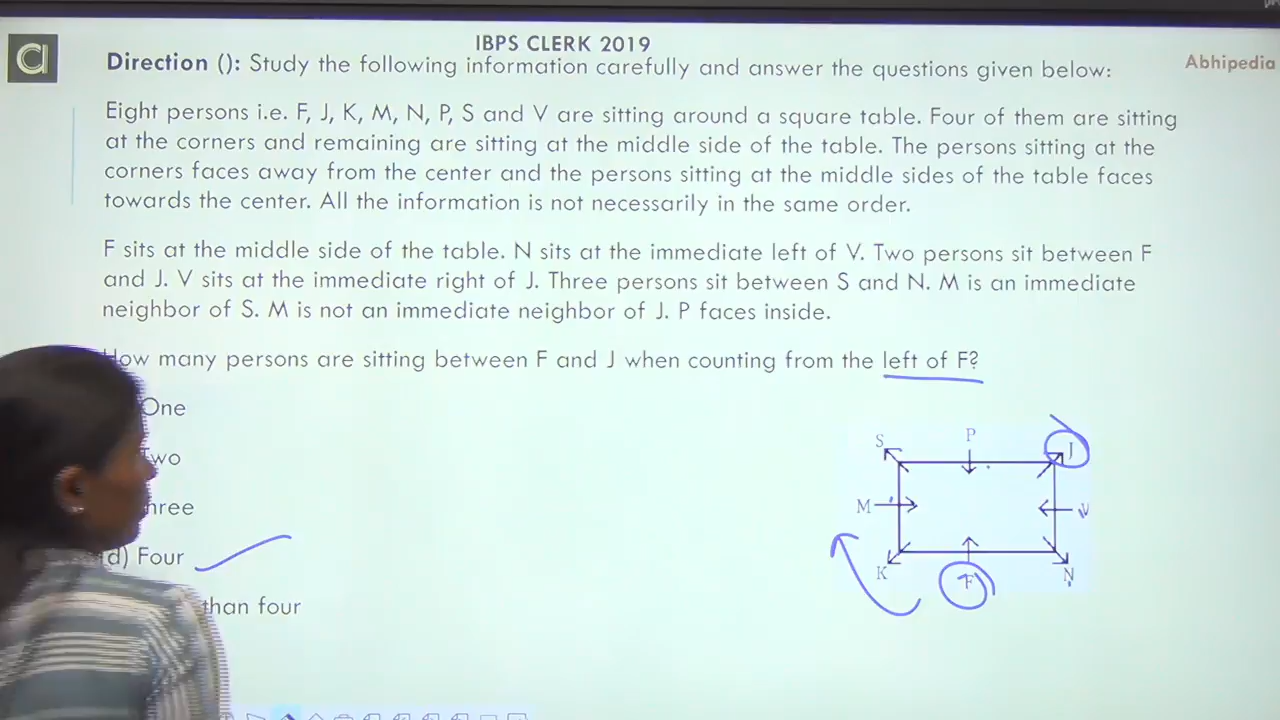 IBPS CLERK 2019
Abhipedia
Direction (): Study the following information carefully and answer the questions given below:
Eight persons i.e. F, J, K, M, N, P, S and V are sitting around a square table. Four of them are sitting
at the corners and remaining are sitting at the middle side of the table. The persons sitting at the
corners faces away from the center and the persons sitting at the middle sides of the table faces
towards the center. All the information is not necessarily in the same order.
F sits at the middle side of the table. N sits at the immediate left of V. Two persons sit between F
and J. V sits at the immediate right of J. Three persons sit between S and N. M is an immediate
neighbor of S. M is not an immediate neighbor of J. P faces inside.
How many persons are sitting between F and J when counting from the left of F?
One
Two
Three
(d) Four
than four
S P J
M V
K F N